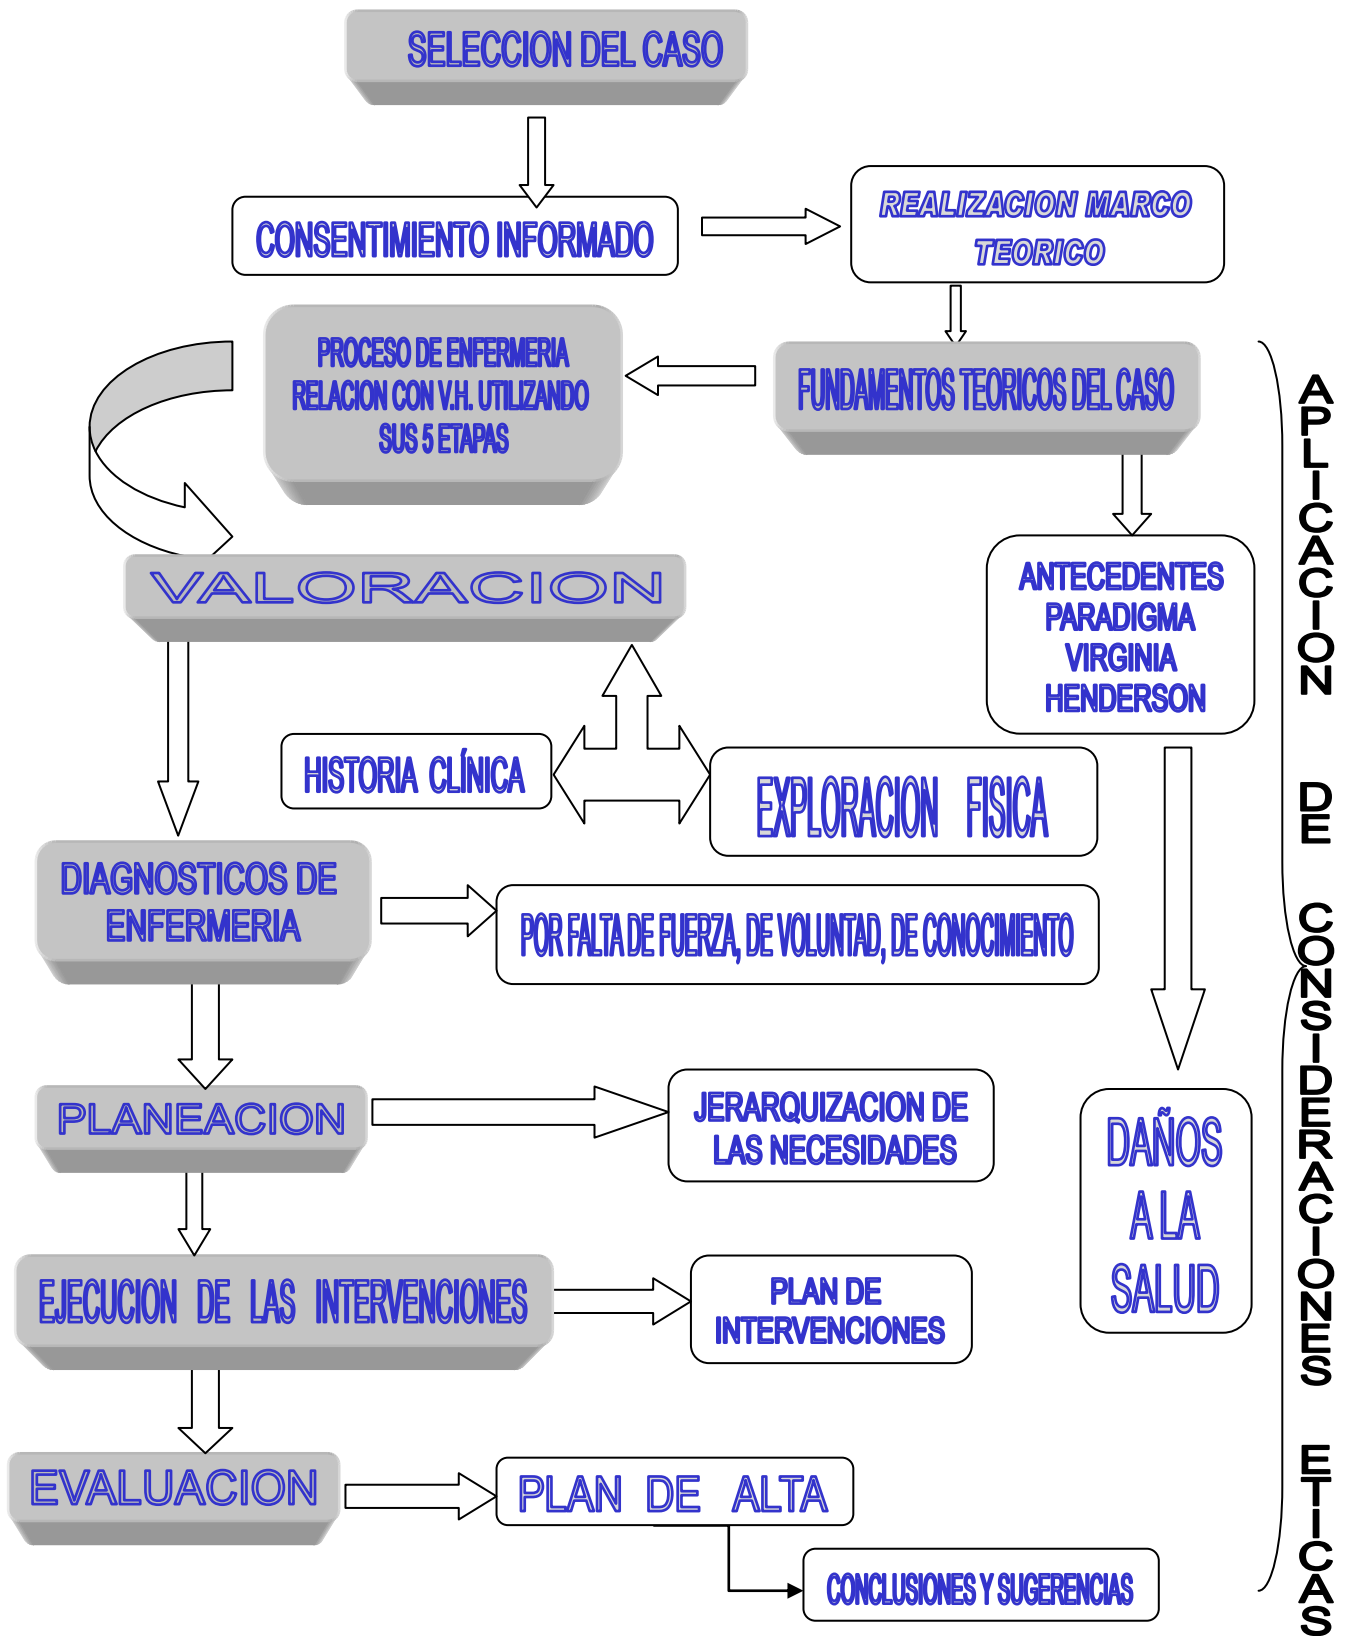 SELECCION DEL CASO
CONSENTIMIENTO INFORMADO
REALIZACION MARCO
TEORICO
FUNDAMENTOS TEORICOS DEL CASO
PROCESO DE ENFERMERIA
RELACION CON V.H. UTILIZANDO
SUS 5 ETAPAS
ANTECEDENTES
PARADIGMA
VIRGINIA
HENDERSON
VALORACION
HISTORIA CLÍNICA
EXPLORACION FISICA
DIAGNOSTICOS DE
ENFERMERIA
POR FALTA DE FUERZA, DE VOLUNTAD, DE CONOCIMIENTO
PLANEACION
JERARQUIZACION DE
LAS NECESIDADES
DAÑOS
A LA
SALUD
EJECUCION DE LAS INTERVENCIONES
PLAN DE
INTERVENCIONES
EVALUACION
PLAN DE ALTA
CONCLUSIONES Y SUGERENCIAS
APLICACION DE CONSIDERACIONES ETICAS